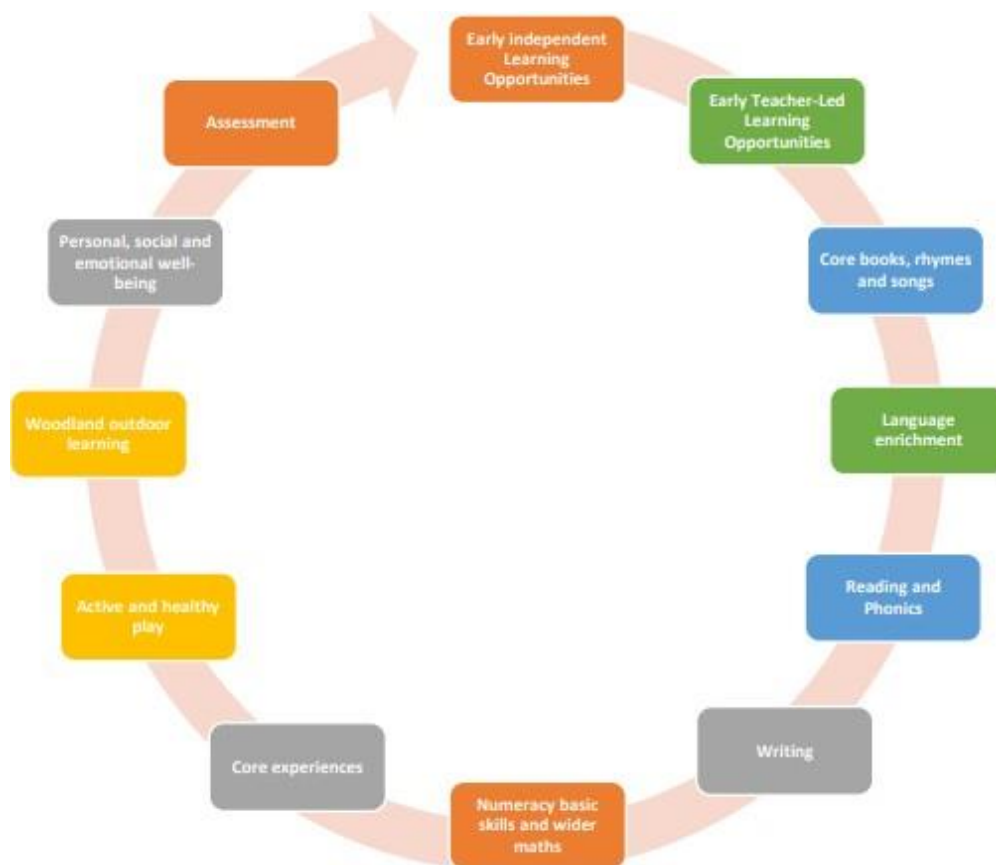 Early independent
Learning
Opportunities
Early Teacher-Led
Learning
Opportunities
Core books, rhymes
and songs
Language
enrichment
Reading and
Phonics
Writing
Numeracy basic
skills and wider
maths
Core experiences
Active and healthy
play
Woodland outdoor
learning
Personal, social and
emotional well-
being
Assessment